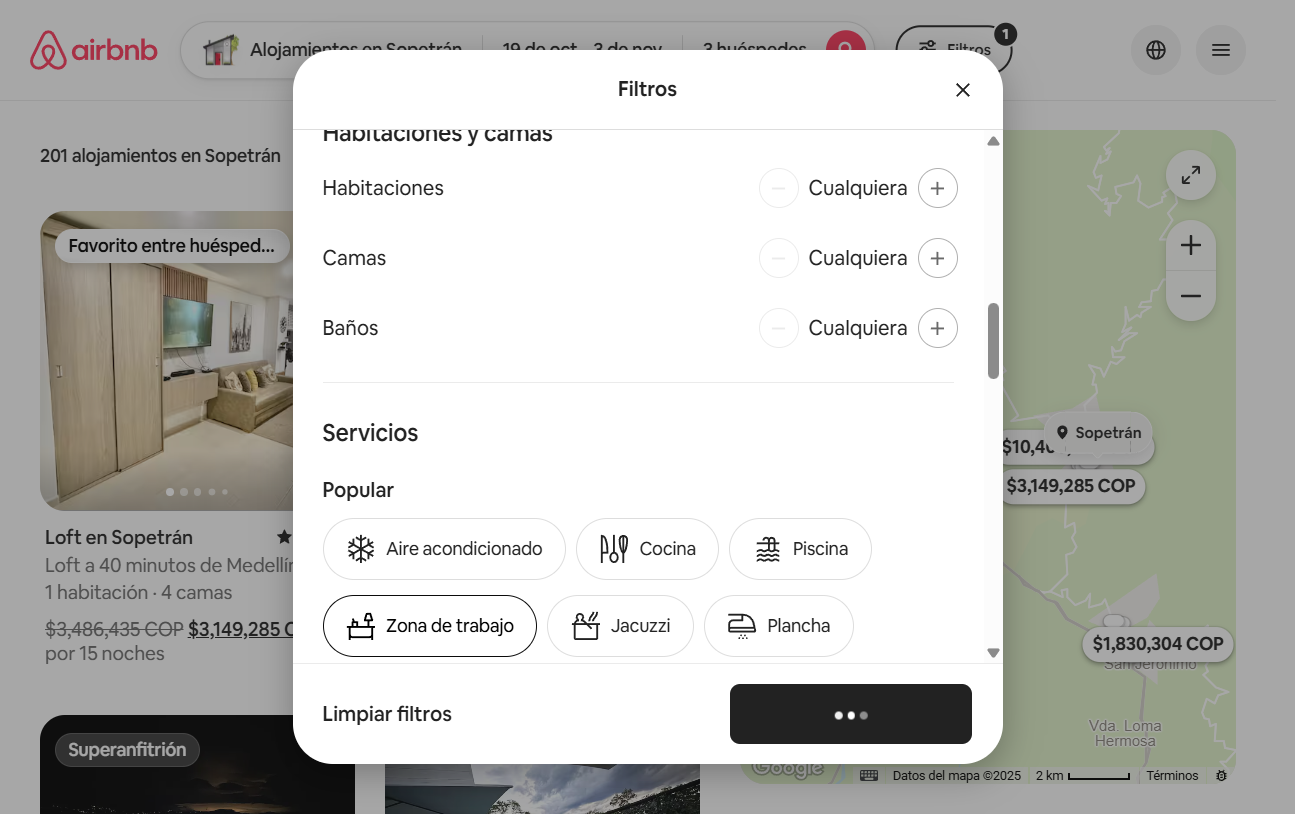 airbnb
Alojamientos en Sopetrán
19 de oct - 3 de nov
3 huéspedes
Filtros
1
201 alojamientos en Sopetrán
Favorito entre huésped...
Loft en Sopetrán
Loft a 40 minutos de Medellín
1 habitación · 4 camas
$3,486,435 COP $3,149,285 C
por 15 noches
Superanfitrión
Filtros
Habitaciones y camas
Habitaciones
Cualquiera
Camas
Cualquiera
Baños
Cualquiera
Servicios
Popular
Aire acondicionado
Cocina
Piscina
Zona de trabajo
Jacuzzi
Plancha
Limpiar filtros
Sopetrán
$3,149,285 COP
$1,830,304 COP
San Jerónimo
Vda. Loma
Hermosa
Google
Datos del mapa ©2025
2 km
Términos